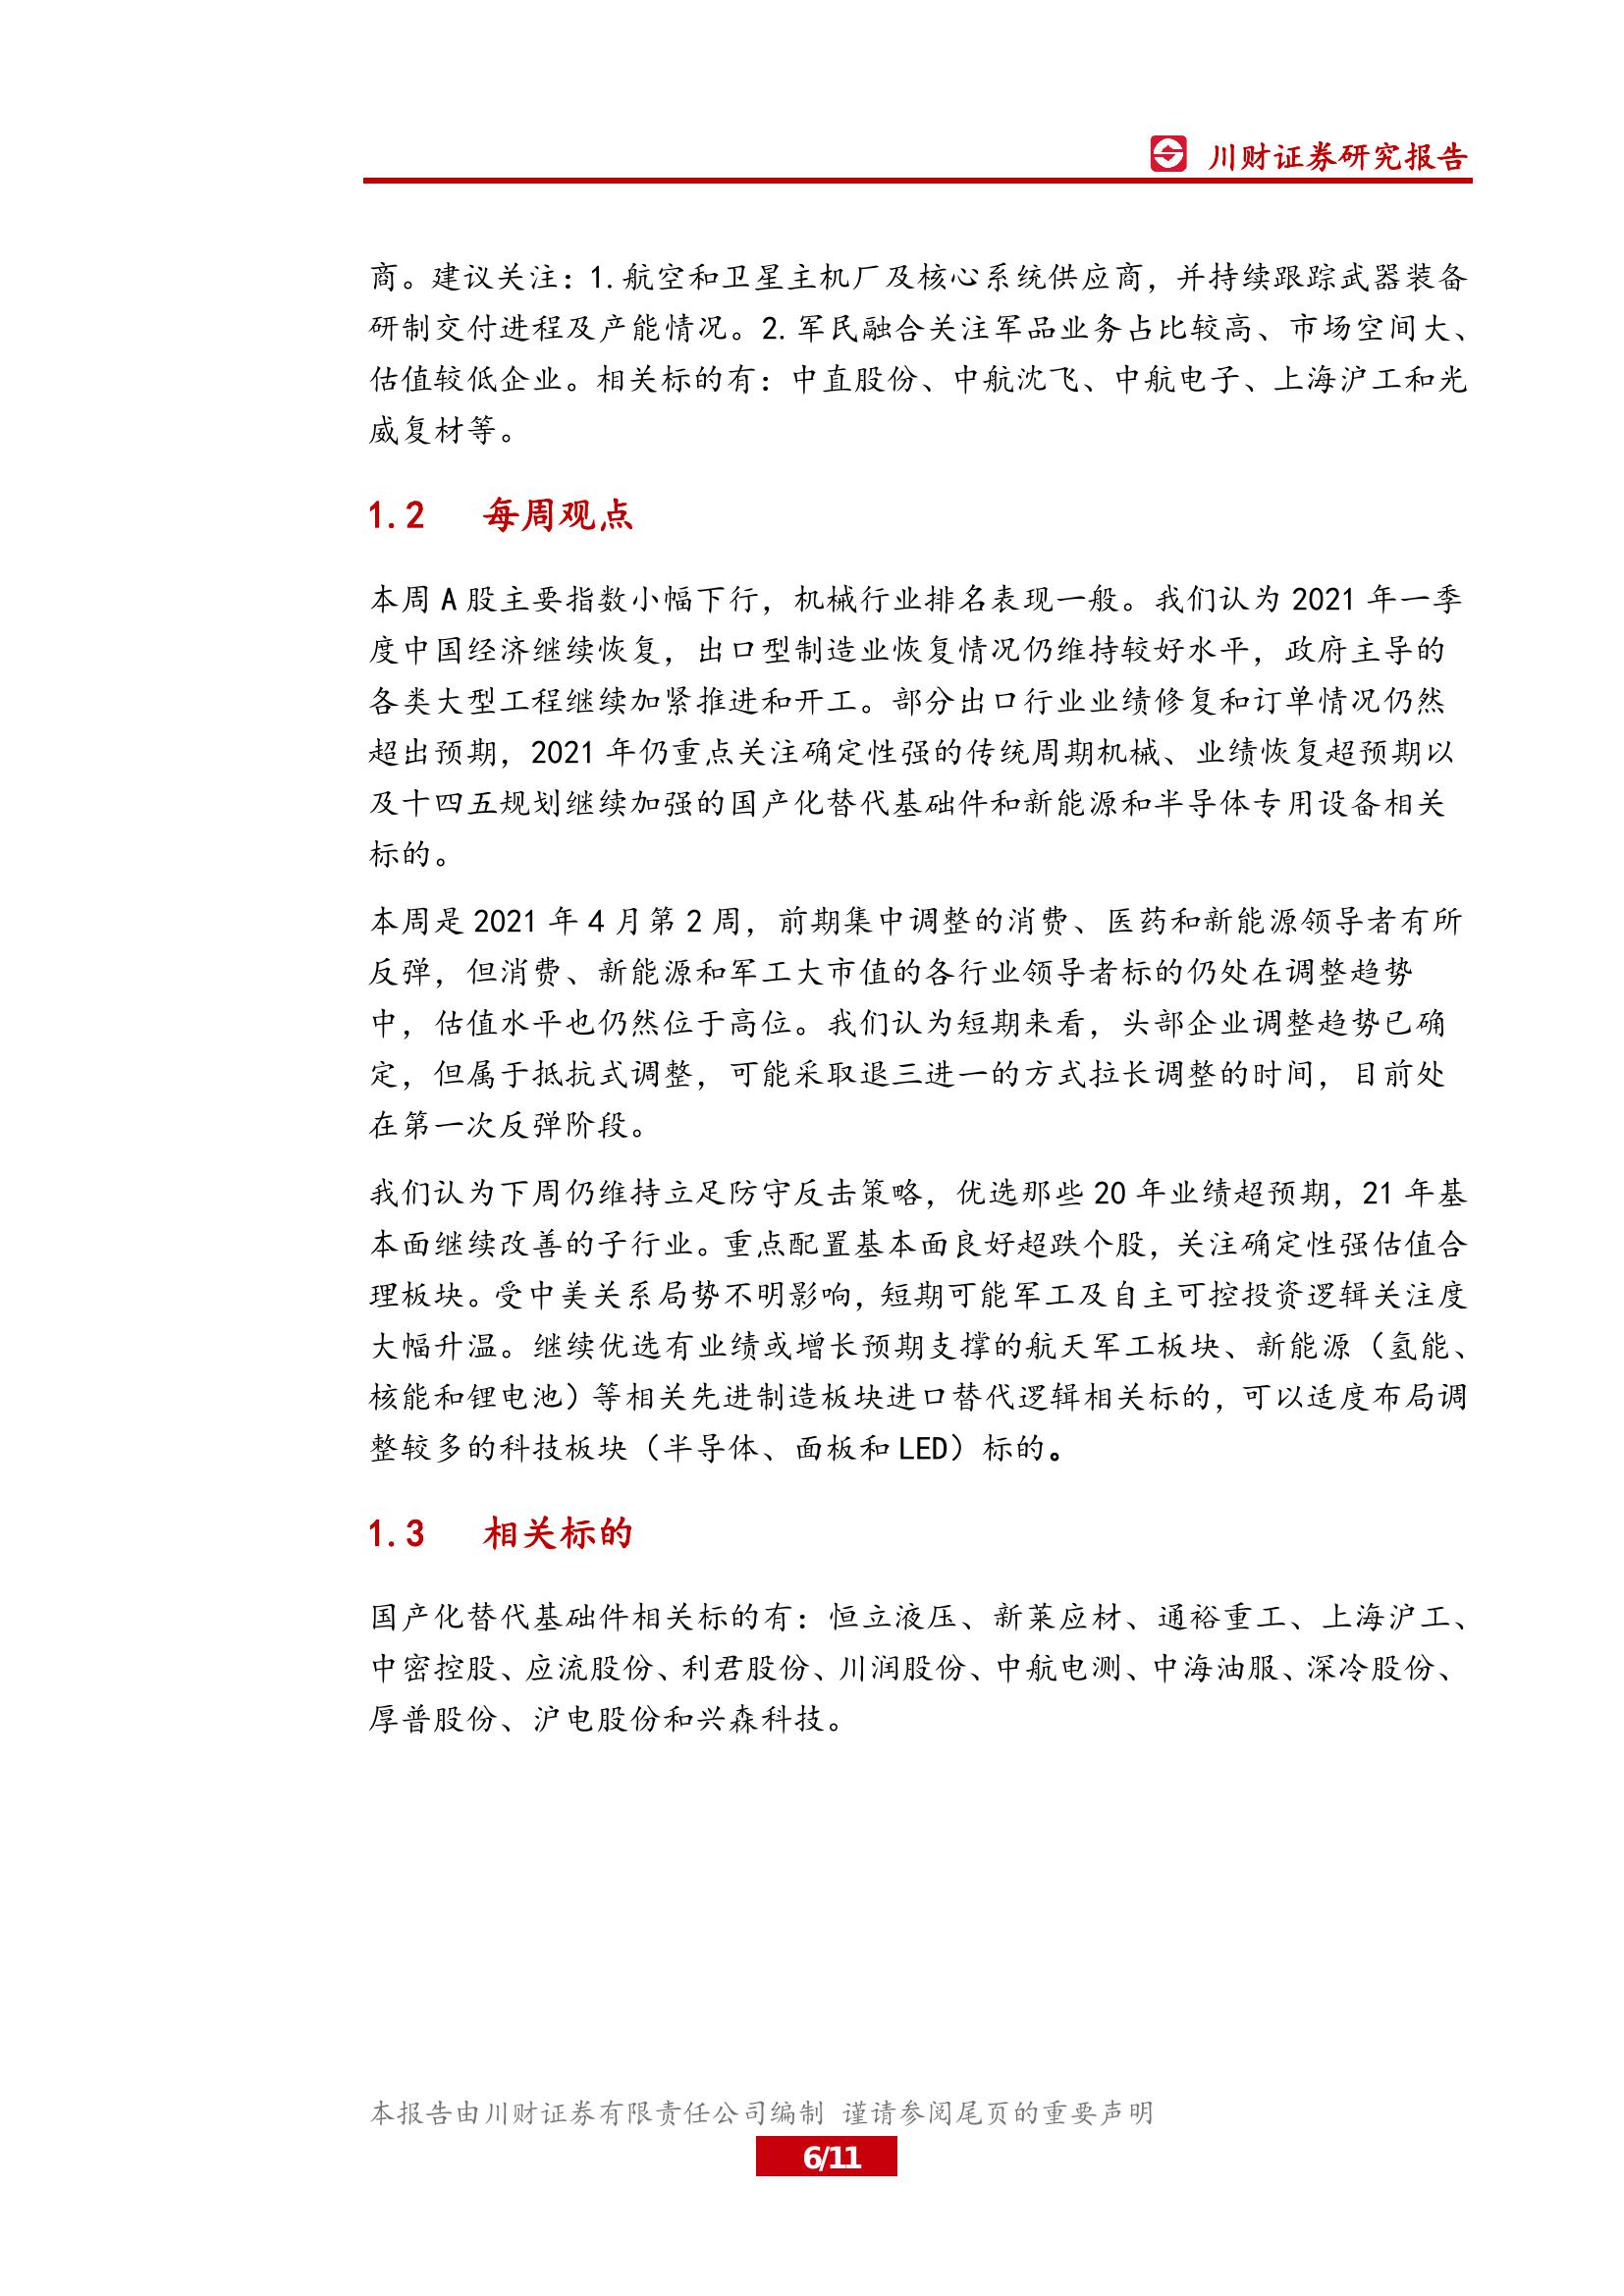 川财证券研究报告
商。建议关注：1.航空和卫星主机厂及核心系统供应商，并持续跟踪武器装备
研制交付进程及产能情况。2.军民融合关注军品业务占比较高、市场空间大、
估值较低企业。相关标的有：中直股份、中航沈飞、中航电子、上海沪工和光
威复材等。
1.2 每周观点
本周 A 股主要指数小幅下行，机械行业排名表现一般。我们认为 2021 年一季
度中国经济继续恢复，出口型制造业恢复情况仍维持较好水平，政府主导的
各类大型工程继续加紧推进和开工。部分出口行业业绩修复和订单情况仍然
超出预期，2021 年仍重点关注确定性强的传统周期机械、业绩恢复超预期以
及十四五规划继续加强的国产化替代基础件和新能源和半导体专用设备相关
标的。
本周是 2021 年 4 月第 2 周，前期集中调整的消费、医药和新能源领导者有所
反弹，但消费、新能源和军工大市值的各行业领导者标的仍处在调整趋势
中，估值水平也仍然位于高位。我们认为短期来看，头部企业调整趋势已确
定，但属于抵抗式调整，可能采取退三进一的方式拉长调整的时间，目前处
在第一次反弹阶段。
我们认为下周仍维持立足防守反击策略，优选那些 20 年业绩超预期，21 年基
本面继续改善的子行业。重点配置基本面良好超跌个股，关注确定性强估值合
理板块。受中美关系局势不明影响，短期可能军工及自主可控投资逻辑关注度
大幅升温。继续优选有业绩或增长预期支撑的航天军工板块、新能源（氢能、
核能和锂电池）等相关先进制造板块进口替代逻辑相关标的，可以适度布局调
整较多的科技板块（半导体、面板和 LED）标的。
1.3 相关标的
国产化替代基础件相关标的有：恒立液压、新莱应材、通裕重工、上海沪工、
中密控股、应流股份、利君股份、川润股份、中航电测、中海油服、深冷股份、
厚普股份、沪电股份和兴森科技。
本报告由川财证券有限责任公司编制 谨请参阅尾页的重要声明
6/11